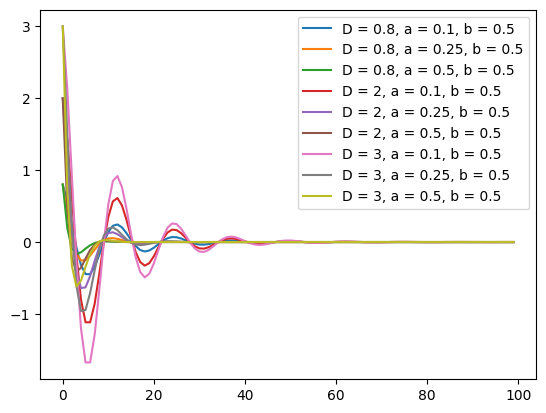 3
2
1
0
−1
0
20
40
60
80
100
D = 0.8, a = 0.1, b = 0.5
D = 0.8, a = 0.25, b = 0.5
D = 0.8, a = 0.5, b = 0.5
D = 2, a = 0.1, b = 0.5
D = 2, a = 0.25, b = 0.5
D = 2, a = 0.5, b = 0.5
D = 3, a = 0.1, b = 0.5
D = 3, a = 0.25, b = 0.5
D = 3, a = 0.5, b = 0.5